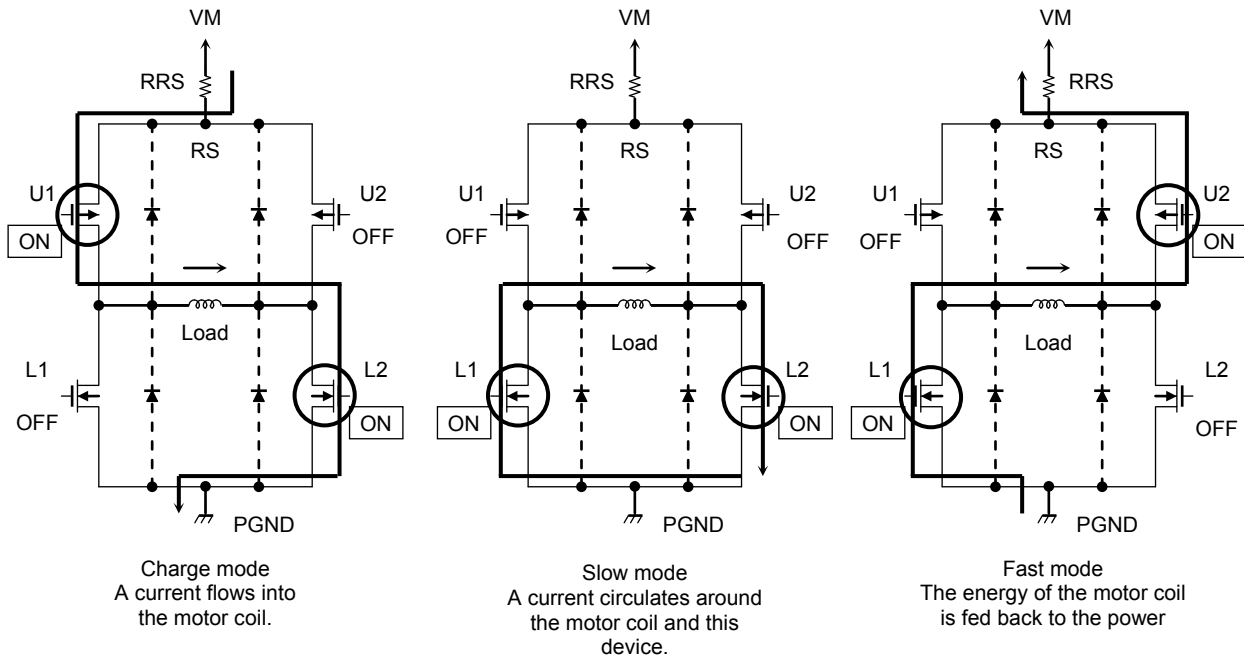 VM
RRS
RS
U1
U2
ON
OFF
Load
L1
L2
OFF
ON
PGND
Charge mode
A current flows into
the motor coil.
VM
RRS
RS
U1
U2
OFF
OFF
Load
L1
L2
ON
ON
PGND
Slow mode
A current circulates around
the motor coil and this
device.
VM
RRS
RS
U1
U2
OFF
ON
Load
L1
L2
ON
OFF
PGND
Fast mode
The energy of the motor coil
is fed back to the power